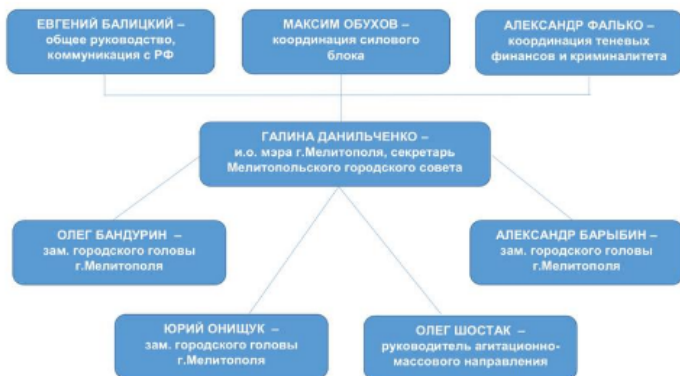 ЕВГЕНИЙ БАЛИЦКИЙ –
общее руководство,
коммуникация с РФ
МАКСИМ ОБУХОВ –
координация силового
блока
АЛЕКСАНДР ФАЛЬКО –
координация теневых
финансов и криминалитета
ГАЛИНА ДАНИЛЬЧЕНКО –
и.о. мэра г.Мелитополя, секретарь
Мелитопольского городского совета
ОЛЕГ БАНДУРИН –
зам. городского головы
г.Мелитополя
АЛЕКСАНДР БАРЫБИН –
зам. городского головы
г.Мелитополя
ЮРИЙ ОНИЩУК –
зам. городского головы
г.Мелитополя
ОЛЕГ ШОСТАК –
руководитель агитационно-
массового направления